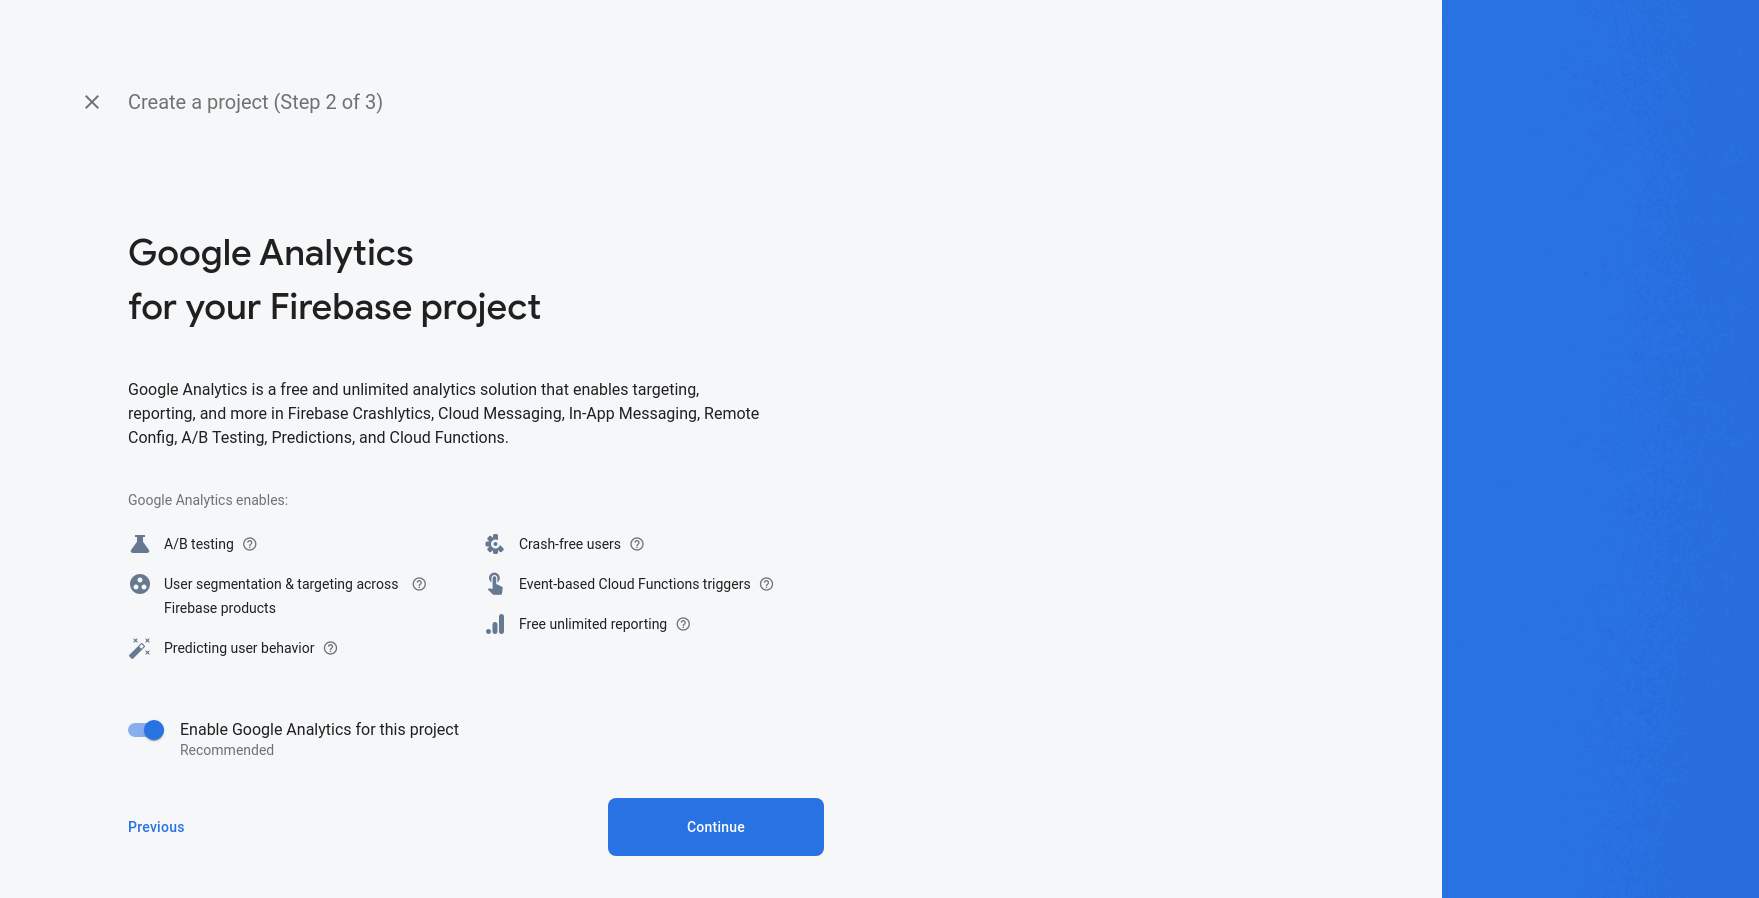 Create a project (Step 2 of 3)
Google Analytics
for your Firebase project
Google Analytics is a free and unlimited analytics solution that enables targeting,
reporting, and more in Firebase Crashlytics, Cloud Messaging, In-App Messaging, Remote
Config, A/B Testing, Predictions, and Cloud Functions.
Google Analytics enables:
A/B testing
User segmentation & targeting across
Firebase products
Predicting user behavior
Crash-free users
Event-based Cloud Functions triggers
Free unlimited reporting
Enable Google Analytics for this project
Recommended
Previous
Continue